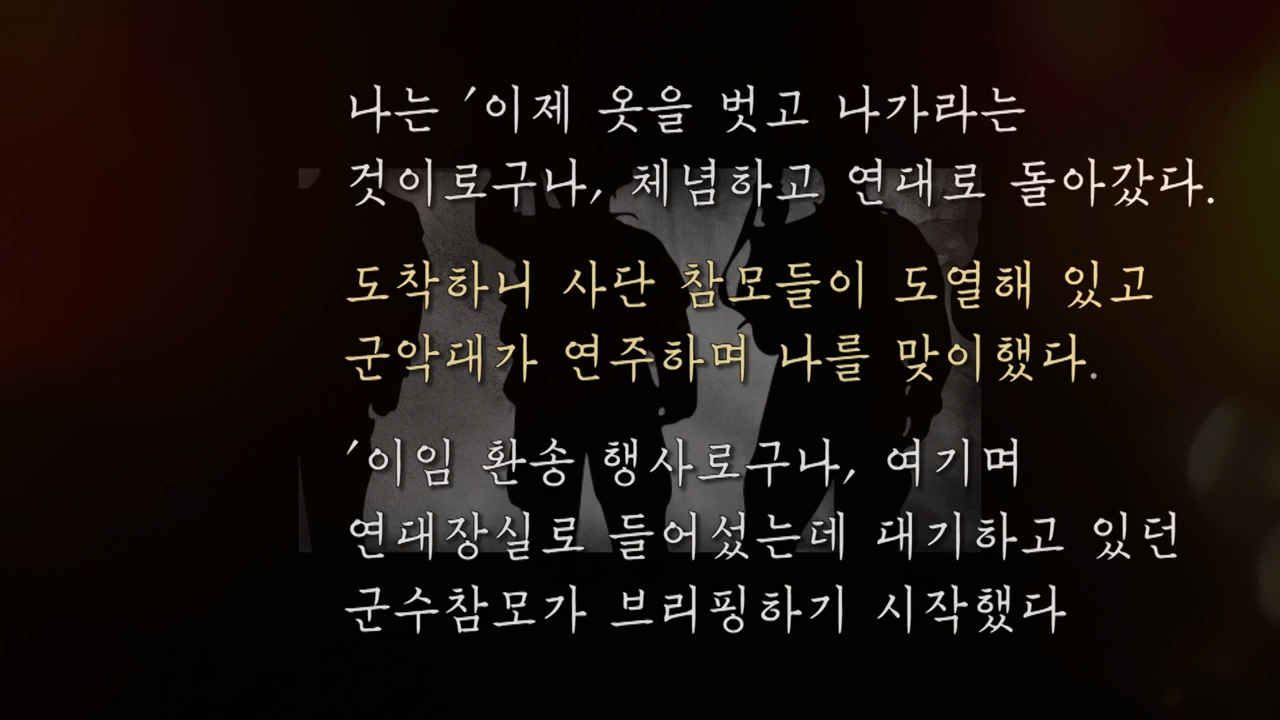 나는 ′이제 옷을 벗고 나가라는
것이로구나, 체념하고 연대로 돌아갔다.
도착하니 사단 참모들이 도열해 있고
군악대가 연주하며 나를 맞이했다.
′이임 환송 행사로구나, 여기며
연대장실로 들어섰는데 대기하고 있던
군수참모가 브리핑하기 시작했다